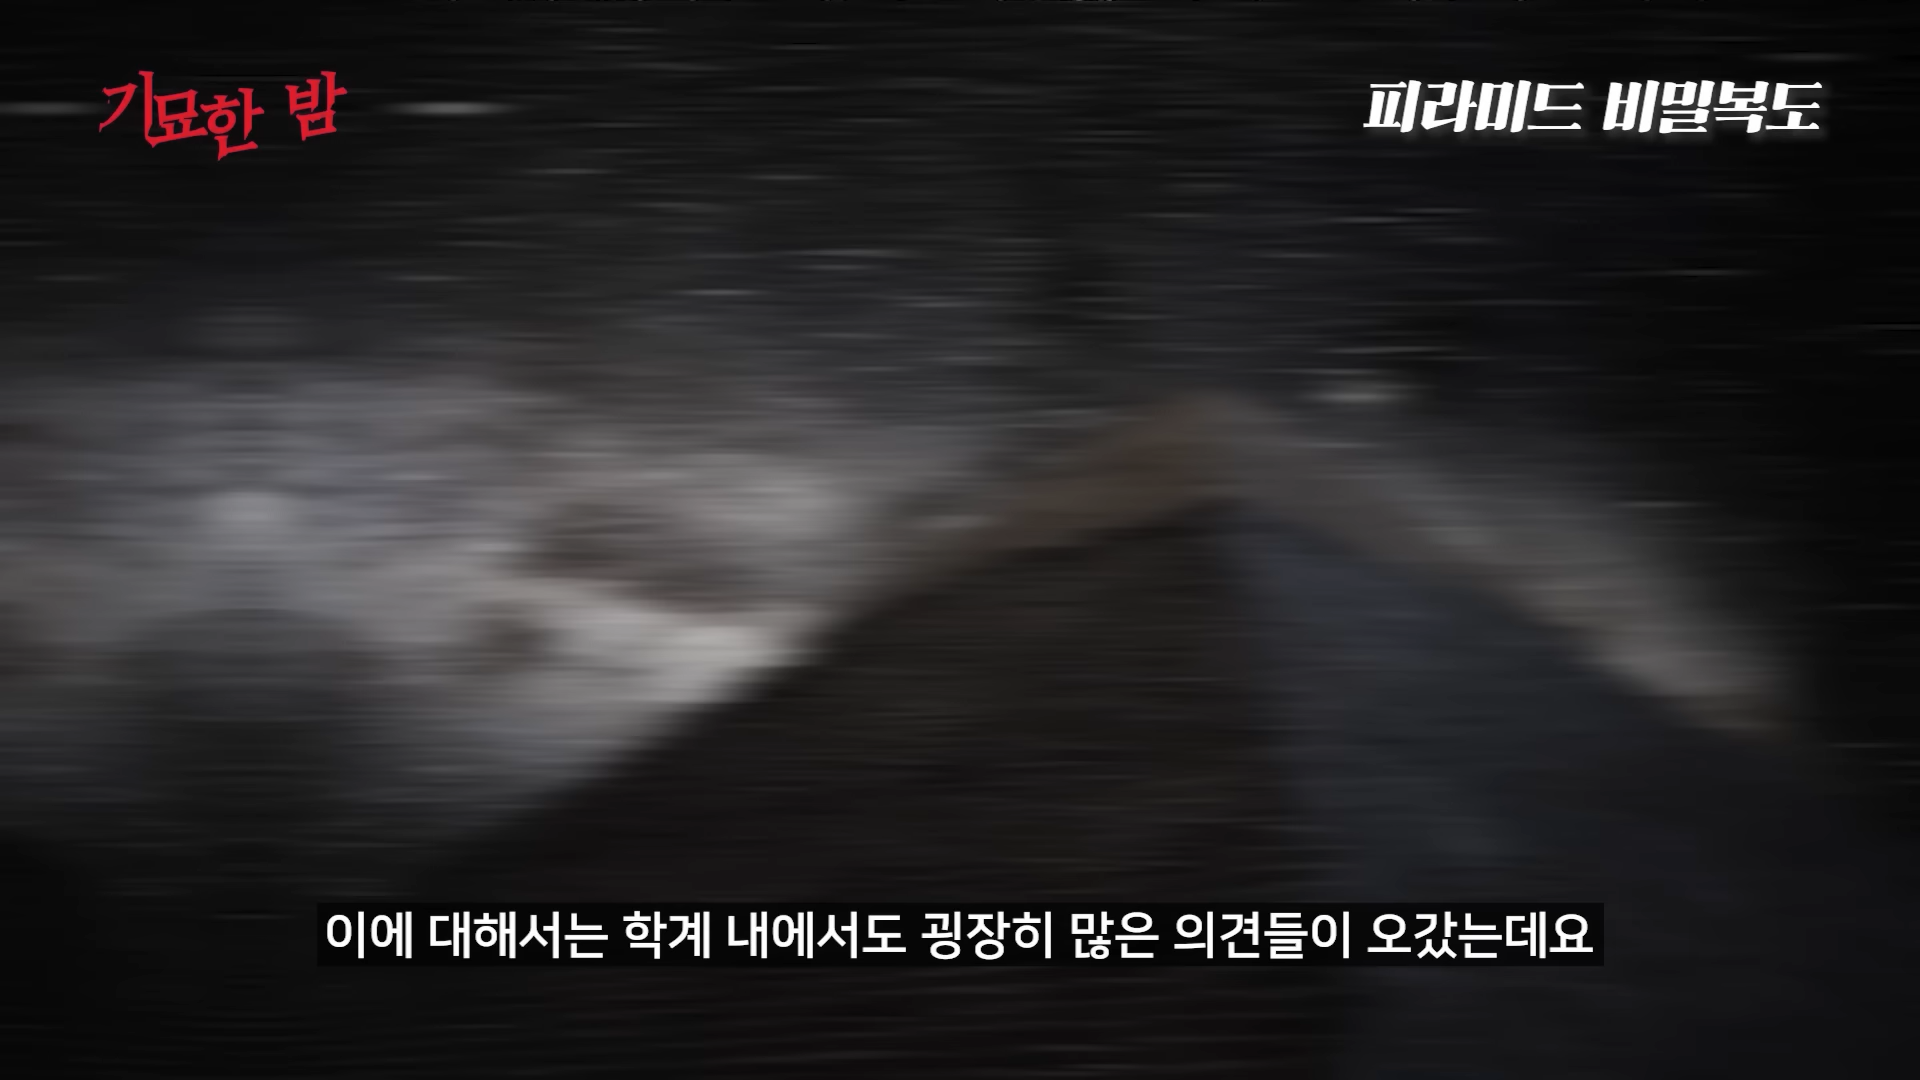 기묘한 밤
피라미드 비밀복도
이에 대해서는 학계 내에서도 굉장히 많은 의견들이 오갔는데요